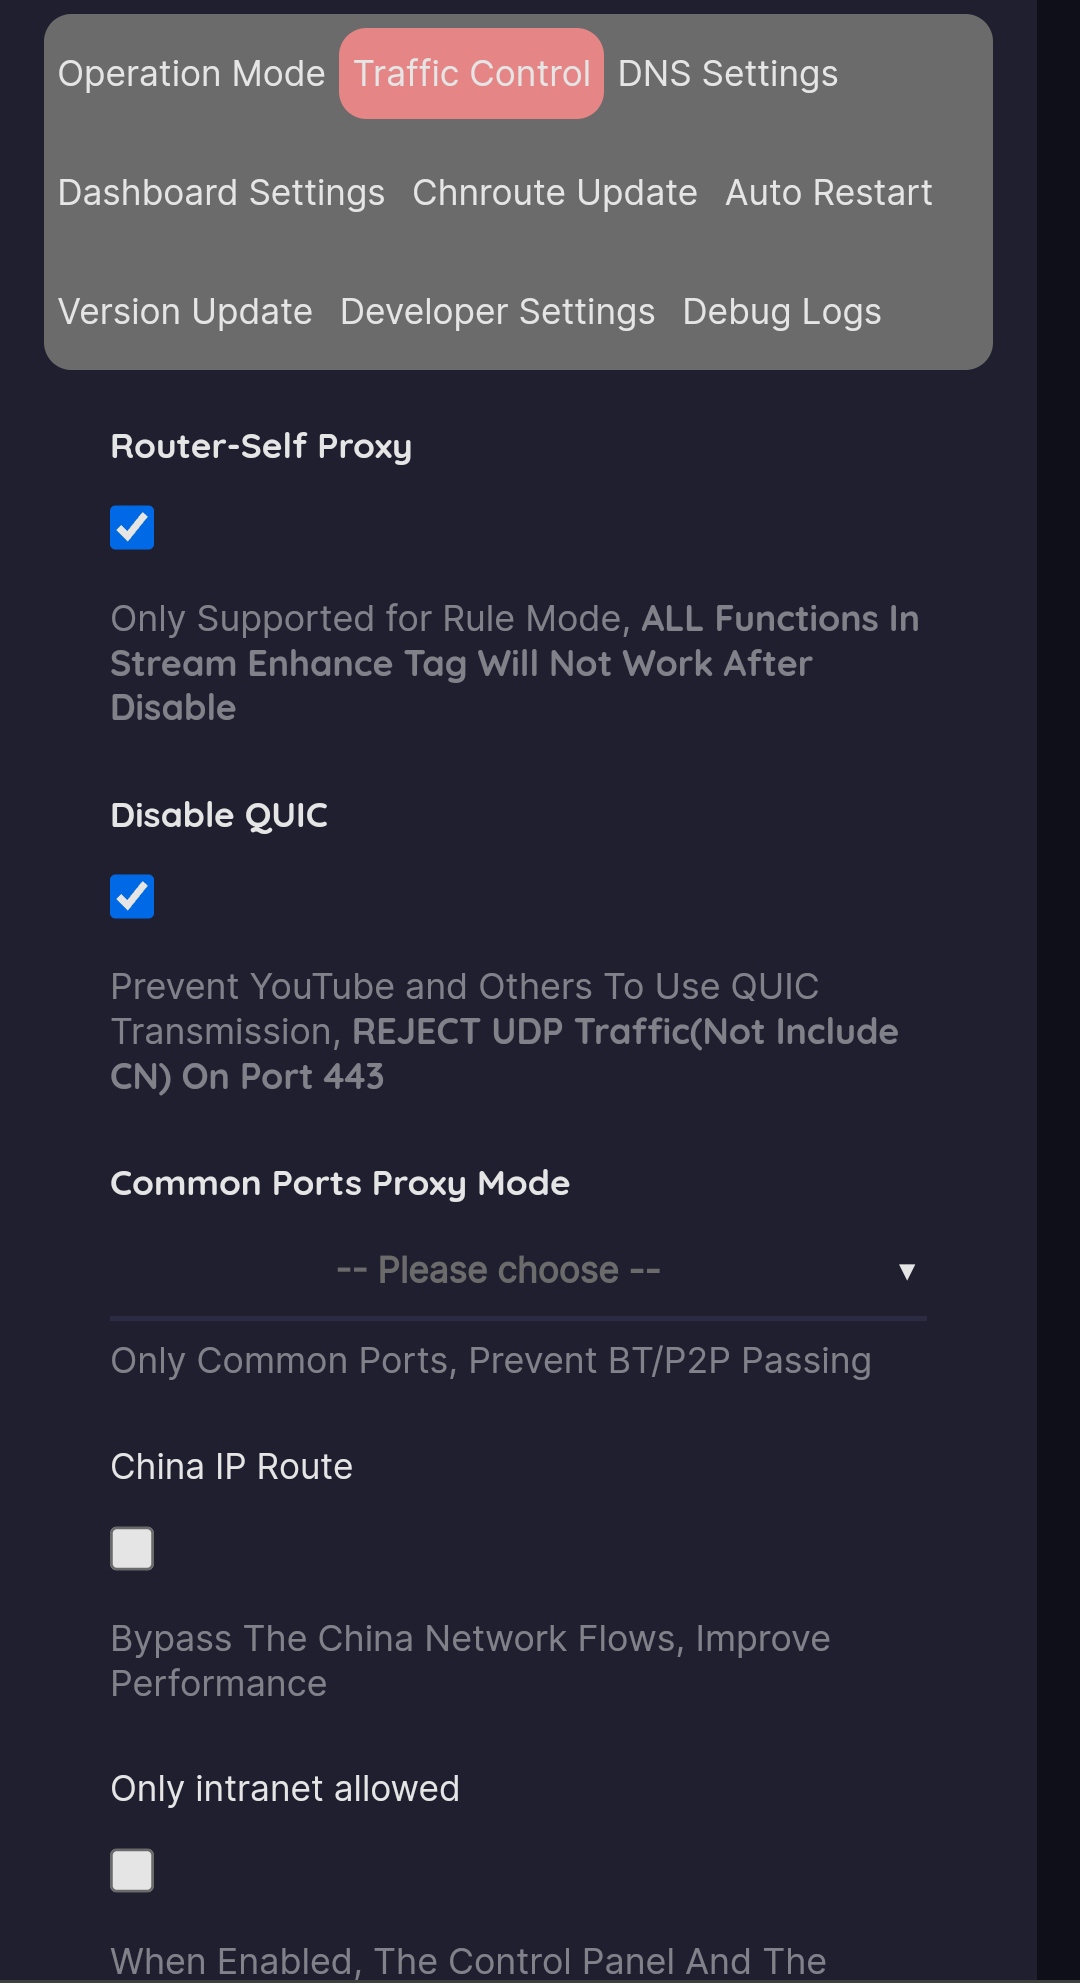 Operation Mode Traffic Control DNS Settings
Dashboard Settings Chnroute Update Auto Restart
Version Update Developer Settings Debug Logs
Router-Self Proxy
Only Supported for Rule Mode, ALL Functions In
Stream Enhance Tag Will Not Work After
Disable
Disable QUIC
Prevent YouTube and Others To Use QUIC
Transmission, REJECT UDP Traffic(Not Include
CN) On Port 443
Common Ports Proxy Mode
-- Please choose --
Only Common Ports, Prevent BT/P2P Passing
China IP Route
Bypass The China Network Flows, Improve
Performance
Only intranet allowed
When Enabled, The Control Panel And The